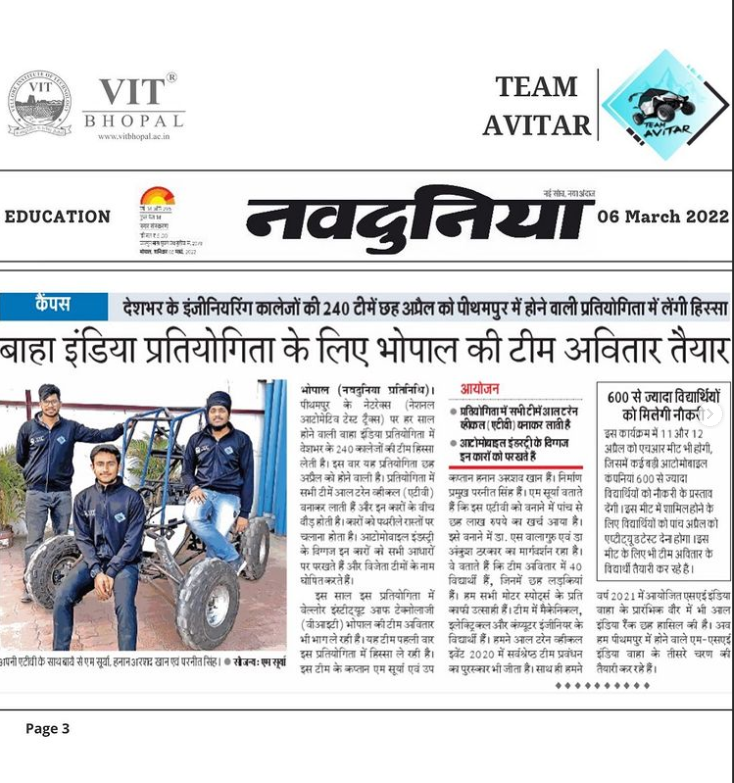 VELLORE INSTITUTE OF TECHNOLOGY
VIT
VIT®
BHOPAL
www.vitbhopal.ac.in
TEAM
AVITAR
TEAM
AVITAR
EDUCATION
नई सोच, नया अंदाज
नवदुनिया
06 March 2022
कैंपस
देशभर के इंजीनियरिंग कालेजों की 240 टीमें छह अप्रैल को पीथमपुर में होने वाली प्रतियोगिता में लेंगी हिस्सा
बाहा इंडिया प्रतियोगिता के लिए भोपाल की टीम अवितार तैयार
अपनी एटीवी के साथ बायें से एम सूर्या, हनान अरशद खान एवं परनीत सिंह। ● सौजन्य: एम सूर्या
भोपाल (नवदुनिया प्रतिनिधि)।
पीथमपुर के नेटरेक्स (नेशनल
आटोमेटिव टेस्ट ट्रैक्स) पर हर साल
होने वाली बाहा इंडिया प्रतियोगिता में
देशभर के 240 कालेजों की टीम हिस्सा
लेती हैं। इस बार यह प्रतियोगिता छह
अप्रैल को होने वाली है। प्रतियोगिता में
सभी टीमें आल टरेन व्हीकल (एटीवी)
बनाकर लाती हैं और इन कारों के बीच
दौड़ होती है। कारों को पथरीले रास्तों पर
चलाना होता है। आटोमोबाइल इंडस्ट्री
के दिग्गज इन कारों को सभी आधारों
पर परखते हैं और विजेता टीमों के नाम
घोषित करते हैं।
इस साल इस प्रतियोगिता में
वेल्लोर इंस्टीट्यूट आफ टेक्नोलाजी
(वीआइटी) भोपाल की टीम अवितार
भी भाग ले रही है। यह टीम पहली बार
इस प्रतियोगिता में हिस्सा ले रही है।
इस टीम के कप्तान एम सूर्या एवं उप
आयोजन
● प्रतियोगिता में सभी टीमें आल टरेन
व्हीकल (एटीवी) बनाकर लाती है
● आटोमोबाइल इंडस्ट्री के दिग्गज
इन कारों को परखते हैं
कप्तान हनान अरशद खान हैं। निर्माण
प्रमुख परनीत सिंह हैं। एम सूर्या बताते
हैं कि इस एटीवी को बनाने में पांच से
छह लाख रुपये का खर्च आया है।
इसे बनाने में डा. एस वालागुरु एवं डा
अंकुश ठरकार का मार्गदर्शन रहा है।
वे बताते हैं कि टीम अवितार में 40
विद्यार्थी हैं, जिनमें छह लड़कियां
हैं। हम सभी मोटर स्पोर्ट्स के प्रति
काफी उत्साही हैं। टीम में मैकेनिकल,
इलेक्ट्रिकल और कंप्यूटर इंजीनियर के
विद्यार्थी हैं। हमने आल टरेन व्हीकल
इवेंट 2020 में सर्वश्रेष्ठ टीम प्रबंधन
का पुरस्कार भी जीता है। साथ ही हमने
600 से ज्यादा विद्यार्थियों
को मिलेगी नौकरी
इस कार्यक्रम में 11 और 12
अप्रैल को एचआर मीट भी होगी,
जिसमें कई बड़ी आटोमोबाइल
कंपनियां 600 से ज्यादा
विद्यार्थियों को नौकरी के प्रस्ताव
देंगी। इस मीट में शामिल होने के
लिए विद्यार्थियों को पांच अप्रैल को
एप्टीट्यूड टेस्ट देना होगा। इस
मीट के लिए भी टीम अवितार के
विद्यार्थी तैयारी कर रहे है।
वर्ष 2021 में आयोजित एसएई इंडिया
बाहा के प्रारंभिक दौर में भी आल
इंडिया रैंक छह हासिल की हैं। अब
हम पीथमपुर में होने वाले एम-एसएई
इंडिया बाहा के तीसरे चरण की
तैयारी कर रहे हैं।
Page 3